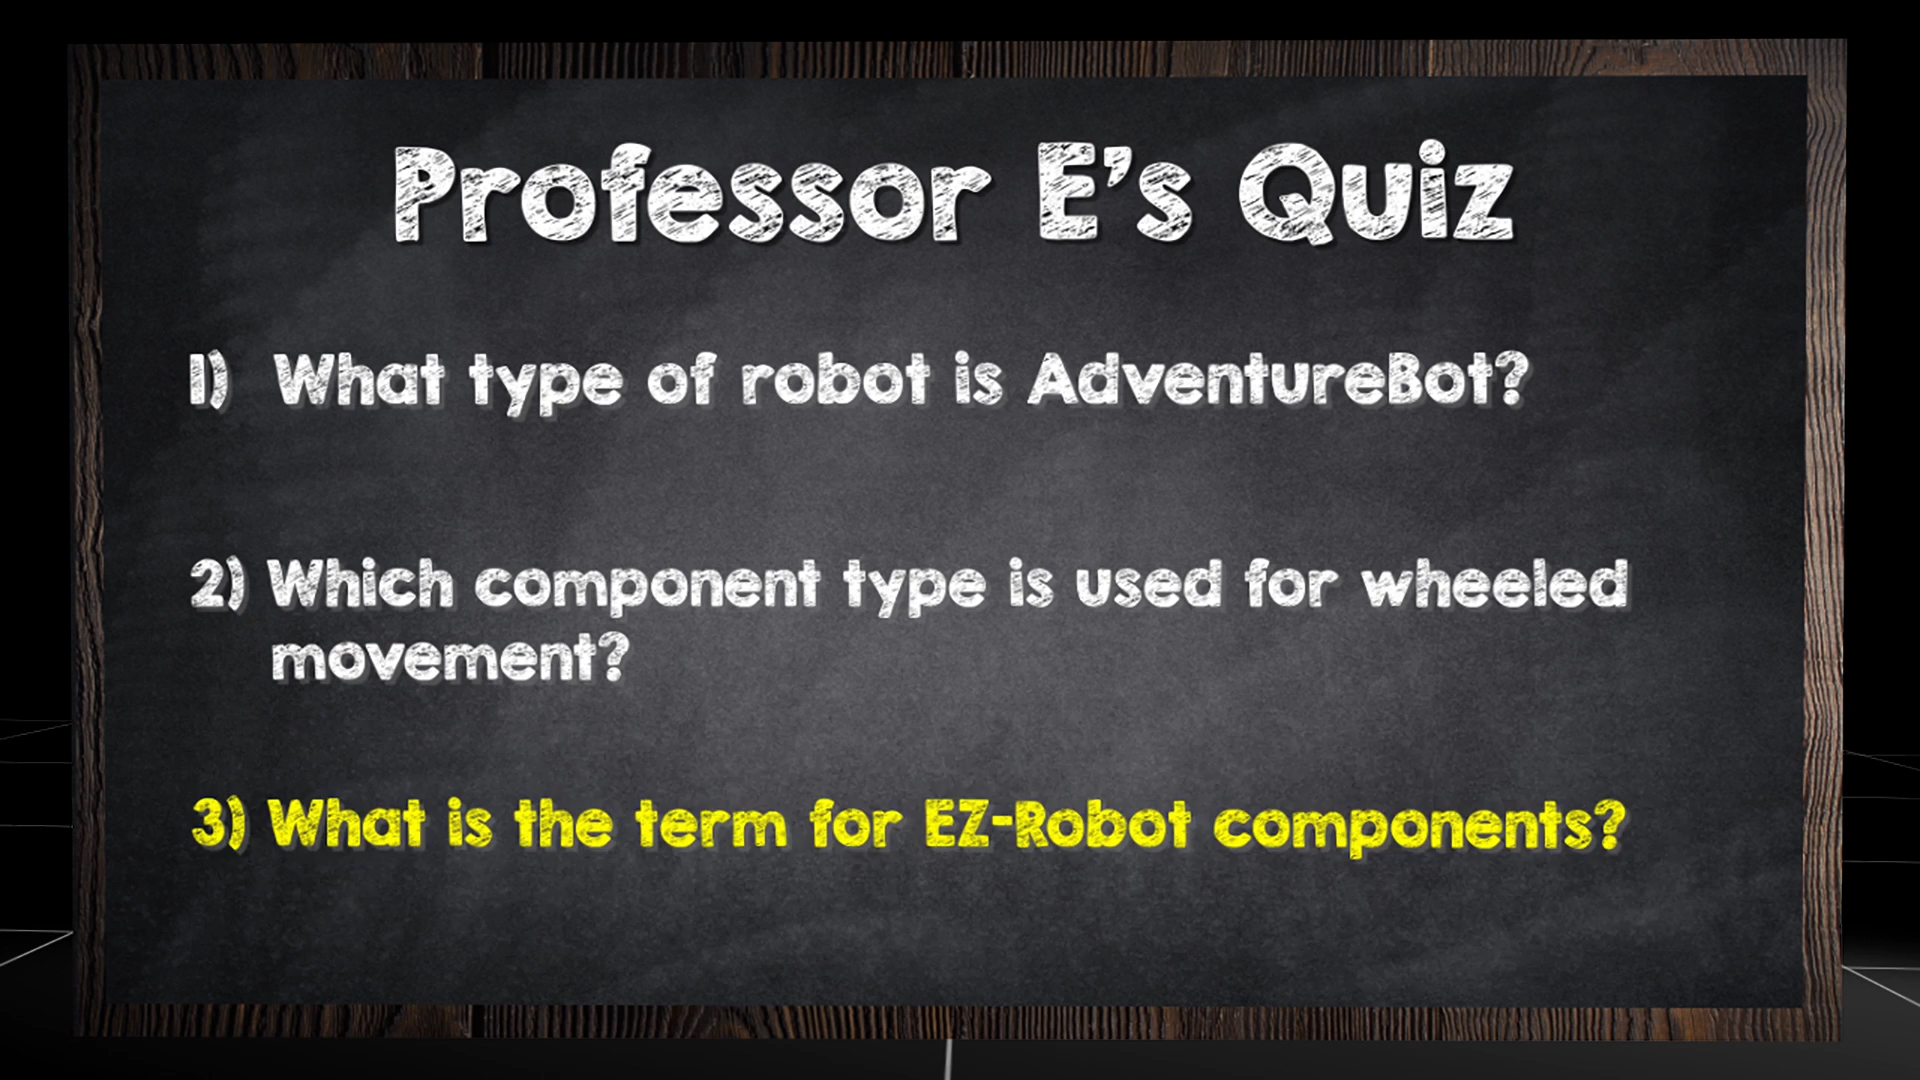 Professor E's Quiz
1) What type of robot is AdventureBot?
2) Which component type is used for wheeled
movement?
3) What is the term for EZ-Robot components?